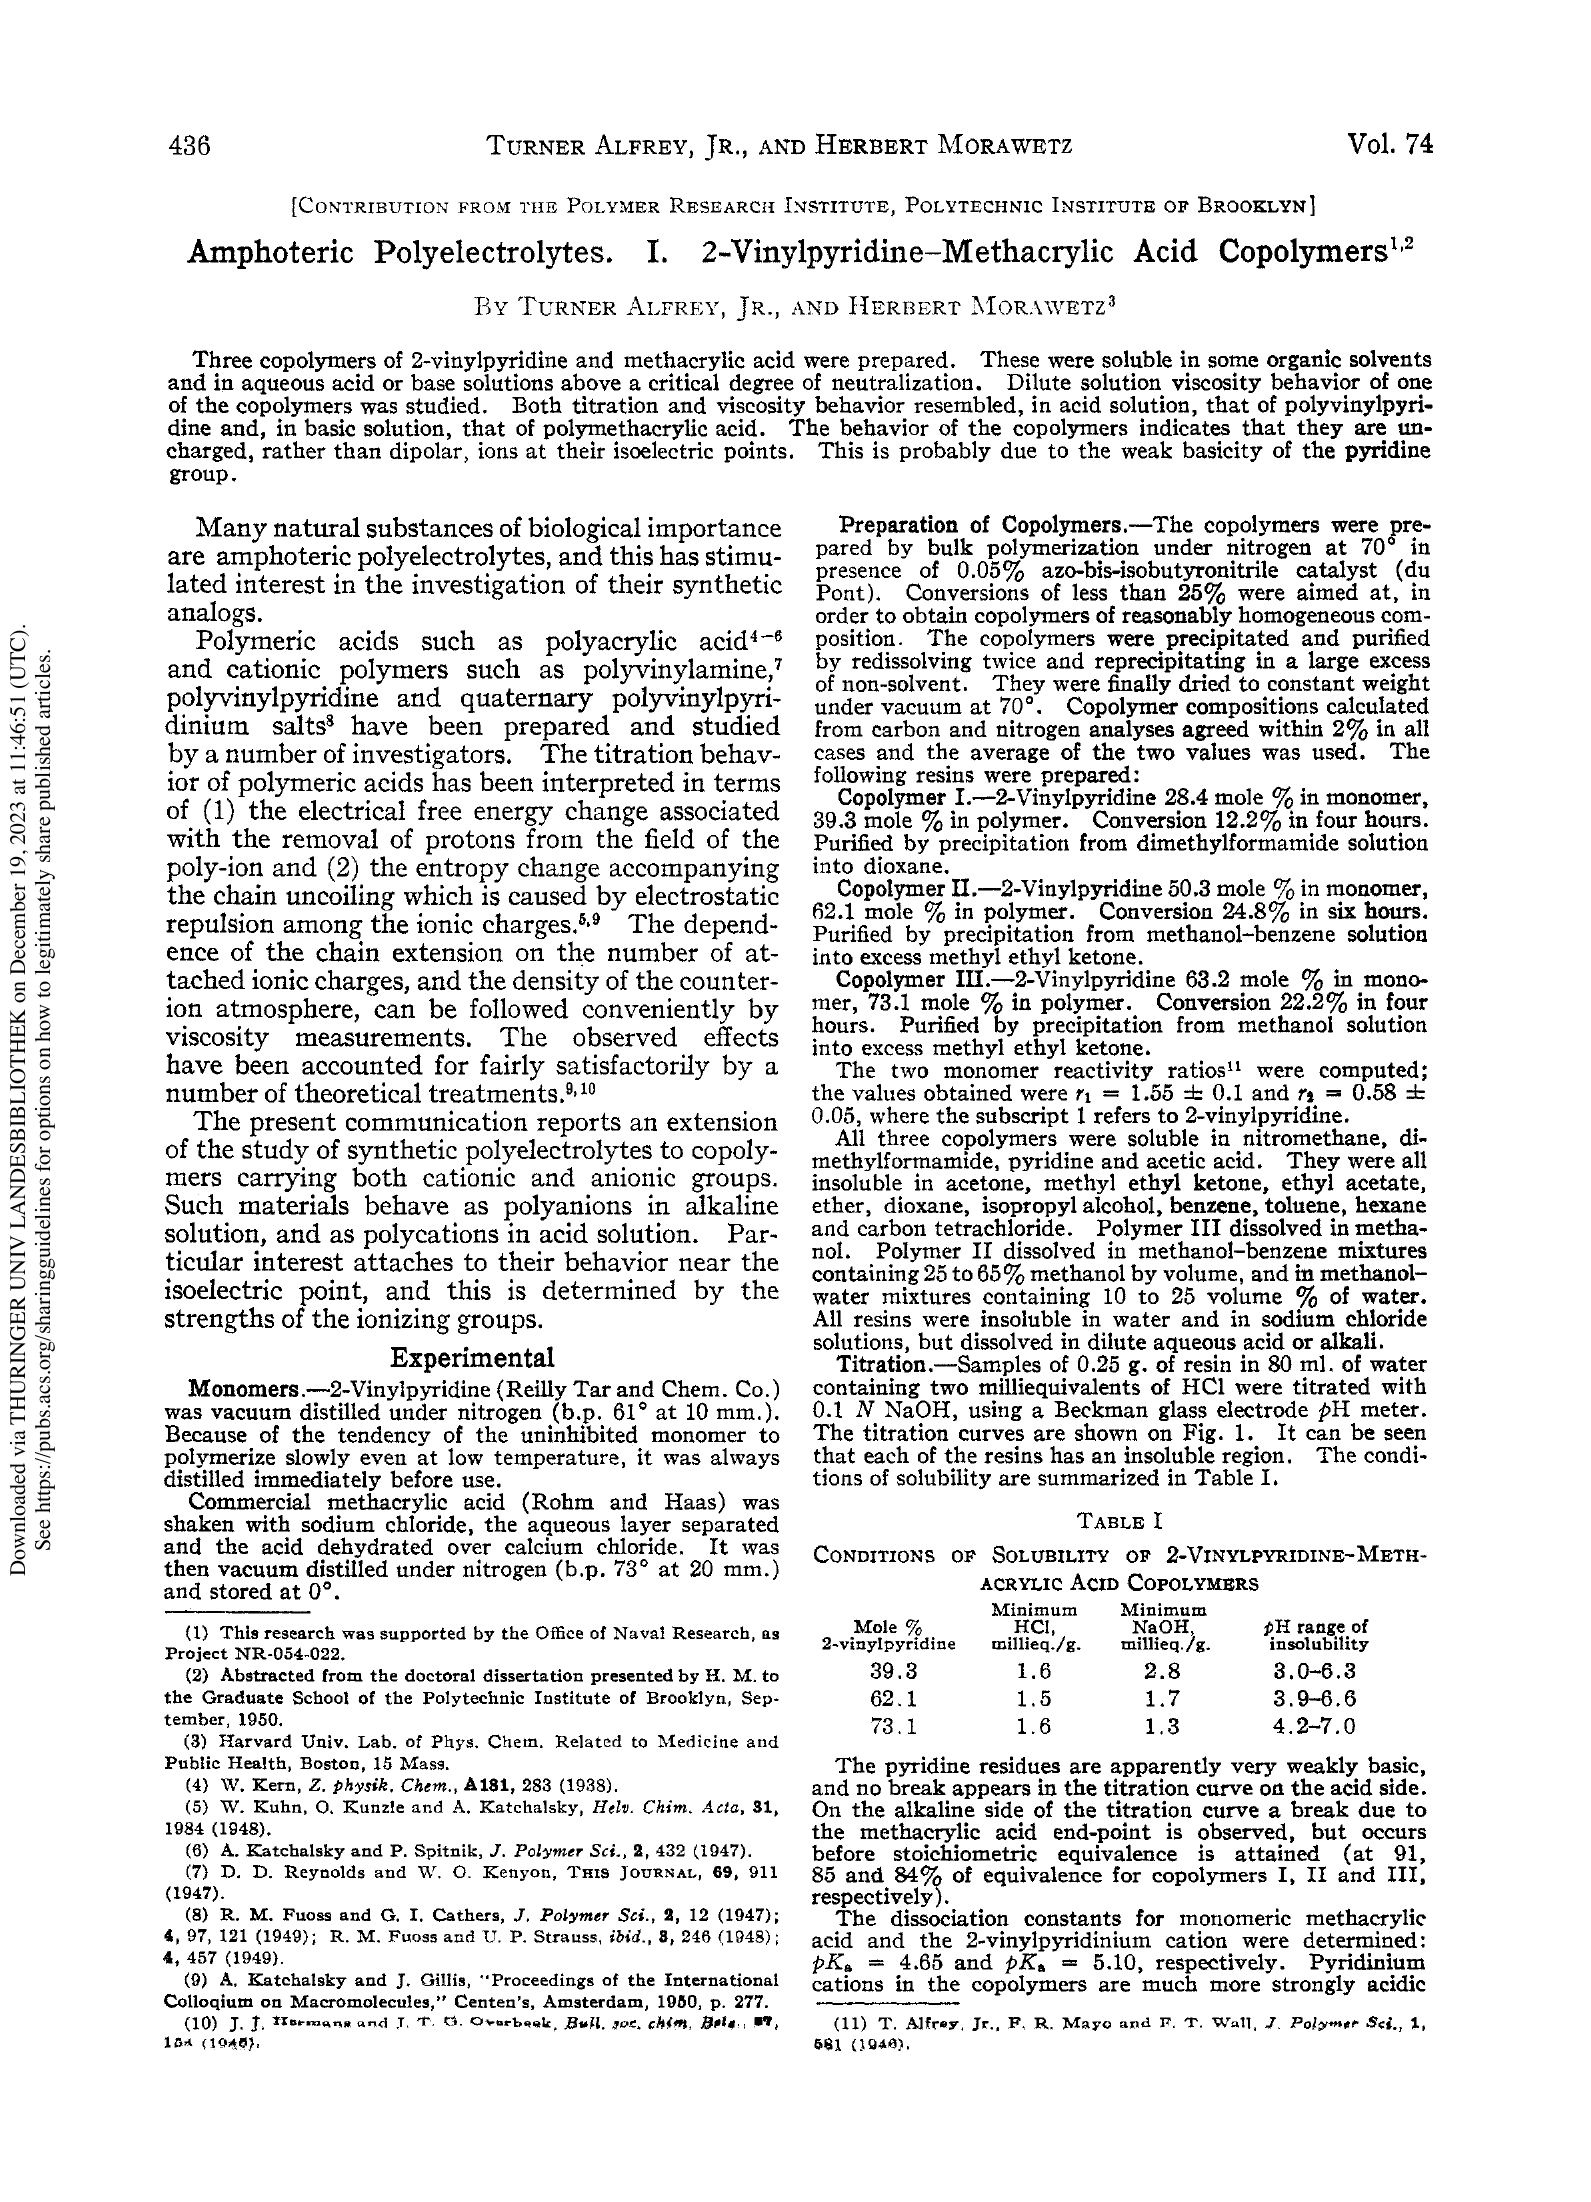 436
TURNER ALFREY, JR., AND HERBERT MORAWETZ
Vol. 74
[CONTRIBUTION FROM THE POLYMER RESEARCH INSTITUTE, POLYTECHNIC INSTITUTE OF BROOKLYN]
Amphoteric Polyelectrolytes. I. 2-Vinylpyridine–Methacrylic Acid Copolymers1,2
BY TURNER ALFREY, JR., AND HERBERT MORAWETZ3
Three copolymers of 2-vinylpyridine and methacrylic acid were prepared. These were soluble in some organic solvents
and in aqueous acid or base solutions above a critical degree of neutralization. Dilute solution viscosity behavior of one
of the copolymers was studied. Both titration and viscosity behavior resembled, in acid solution, that of polyvinylpyri-
dine and, in basic solution, that of polymethacrylic acid. The behavior of the copolymers indicates that they are un-
charged, rather than dipolar, ions at their isoelectric points. This is probably due to the weak basicity of the pyridine
group.
Many natural substances of biological importance
are amphoteric polyelectrolytes, and this has stimu-
lated interest in the investigation of their synthetic
analogs.
Polymeric acids such as polyacrylic acid4–6
and cationic polymers such as polyvinylamine,7
polyvinylpyridine and quaternary polyvinylpyri-
dinium salts8 have been prepared and studied
by a number of investigators. The titration behav-
ior of polymeric acids has been interpreted in terms
of (1) the electrical free energy change associated
with the removal of protons from the field of the
poly-ion and (2) the entropy change accompanying
the chain uncoiling which is caused by electrostatic
repulsion among the ionic charges.5,9 The depend-
ence of the chain extension on the number of at-
tached ionic charges, and the density of the counter-
ion atmosphere, can be followed conveniently by
viscosity measurements. The observed effects
have been accounted for fairly satisfactorily by a
number of theoretical treatments.9,10
The present communication reports an extension
of the study of synthetic polyelectrolytes to copoly-
mers carrying both cationic and anionic groups.
Such materials behave as polyanions in alkaline
solution, and as polycations in acid solution. Par-
ticular interest attaches to their behavior near the
isoelectric point, and this is determined by the
strengths of the ionizing groups.
Experimental
Monomers.—2-Vinylpyridine (Reilly Tar and Chem. Co.)
was vacuum distilled under nitrogen (b.p. 61° at 10 mm.).
Because of the tendency of the uninhibited monomer to
polymerize slowly even at low temperature, it was always
distilled immediately before use.
Commercial methacrylic acid (Rohm and Haas) was
shaken with sodium chloride, the aqueous layer separated
and the acid dehydrated over calcium chloride. It was
then vacuum distilled under nitrogen (b.p. 73° at 20 mm.)
and stored at 0°.
(1) This research was supported by the Office of Naval Research, as
Project NR-054-022.
(2) Abstracted from the doctoral dissertation presented by H. M. to
the Graduate School of the Polytechnic Institute of Brooklyn, Sep-
tember, 1950.
(3) Harvard Univ. Lab. of Phys. Chem. Related to Medicine and
Public Health, Boston, 15 Mass.
(4) W. Kern, Z. physik. Chem., A181, 283 (1938).
(5) W. Kuhn, O. Kunzle and A. Katchalsky, Helv. Chim. Acta, 31,
1984 (1948).
(6) A. Katchalsky and P. Spitnik, J. Polymer Sci., 2, 432 (1947).
(7) D. D. Reynolds and W. O. Kenyon, THIS JOURNAL, 69, 911
(1947).
(8) R. M. Fuoss and G. I. Cathers, J. Polymer Sci., 2, 12 (1947);
4, 97, 121 (1949); R. M. Fuoss and U. P. Strauss, ibid., 3, 246 (1948);
4, 457 (1949).
(9) A. Katchalsky and J. Gillis, "Proceedings of the International
Colloqium on Macromolecules," Centen's, Amsterdam, 1950, p. 277.
(10) J. J. Hermans and J. T. G. Overbeek, Bull. soc. chim. Belg.,
Preparation of Copolymers.—The copolymers were pre-
pared by bulk polymerization under nitrogen at 70° in
presence of 0.05% azo-bis-isobutyronitrile catalyst (du
Pont). Conversions of less than 25% were aimed at, in
order to obtain copolymers of reasonably homogeneous com-
position. The copolymers were precipitated and purified
by redissolving twice and reprecipitating in a large excess
of non-solvent. They were finally dried to constant weight
under vacuum at 70°. Copolymer compositions calculated
from carbon and nitrogen analyses agreed within 2% in all
cases and the average of the two values was used. The
following resins were prepared:
Copolymer I.—2-Vinylpyridine 28.4 mole % in monomer,
39.3 mole % in polymer. Conversion 12.2% in four hours.
Purified by precipitation from dimethylformamide solution
into dioxane.
Copolymer II.—2-Vinylpyridine 50.3 mole % in monomer,
62.1 mole % in polymer. Conversion 24.8% in six hours.
Purified by precipitation from methanol–benzene solution
into excess methyl ethyl ketone.
Copolymer III.—2-Vinylpyridine 63.2 mole % in mono-
mer, 73.1 mole % in polymer. Conversion 22.2% in four
hours. Purified by precipitation from methanol solution
into excess methyl ethyl ketone.
The two monomer reactivity ratios11 were computed;
the values obtained were r1 = 1.55 ± 0.1 and r2 = 0.58 ±
0.05, where the subscript 1 refers to 2-vinylpyridine.
All three copolymers were soluble in nitromethane, di-
methylformamide, pyridine and acetic acid. They were all
insoluble in acetone, methyl ethyl ketone, ethyl acetate,
ether, dioxane, isopropyl alcohol, benzene, toluene, hexane
and carbon tetrachloride. Polymer III dissolved in metha-
nol. Polymer II dissolved in methanol–benzene mixtures
containing 25 to 65% methanol by volume, and in methanol–
water mixtures containing 10 to 25 volume % of water.
All resins were insoluble in water and in sodium chloride
solutions, but dissolved in dilute aqueous acid or alkali.
Titration.—Samples of 0.25 g. of resin in 80 ml. of water
containing two milliequivalents of HCl were titrated with
0.1 N NaOH, using a Beckman glass electrode pH meter.
The titration curves are shown on Fig. 1. It can be seen
that each of the resins has an insoluble region. The condi-
tions of solubility are summarized in Table I.
TABLE I
CONDITIONS OF SOLUBILITY OF 2-VINYLPYRIDINE–METH-
ACRYLIC ACID COPOLYMERS
Mole % 2-vinylpyridine Minimum HCl, millieq./g. Minimum NaOH, millieq./g. pH range of insolubility
39.3 1.6 2.8 3.0–6.3
62.1 1.5 1.7 3.9–6.6
73.1 1.6 1.3 4.2–7.0
The pyridine residues are apparently very weakly basic,
and no break appears in the titration curve on the acid side.
On the alkaline side of the titration curve a break due to
the methacrylic acid end-point is observed, but occurs
before stoichiometric equivalence is attained (at 91,
85 and 84% of equivalence for copolymers I, II and III,
respectively).
The dissociation constants for monomeric methacrylic
acid and the 2-vinylpyridinium cation were determined:
pKa = 4.65 and pKa = 5.10, respectively. Pyridinium
cations in the copolymers are much more strongly acidic
(11) T. Alfrey, Jr., F. R. Mayo and F. T. Wall, J. Polymer Sci., 1,
581 (1946).
Downloaded via THURINGER UNIV LANDESBIBLIOTHEK on December 19, 2023 at 11:46:51 (UTC).
See https://pubs.acs.org/sharingguidelines for options on how to legitimately share published articles.